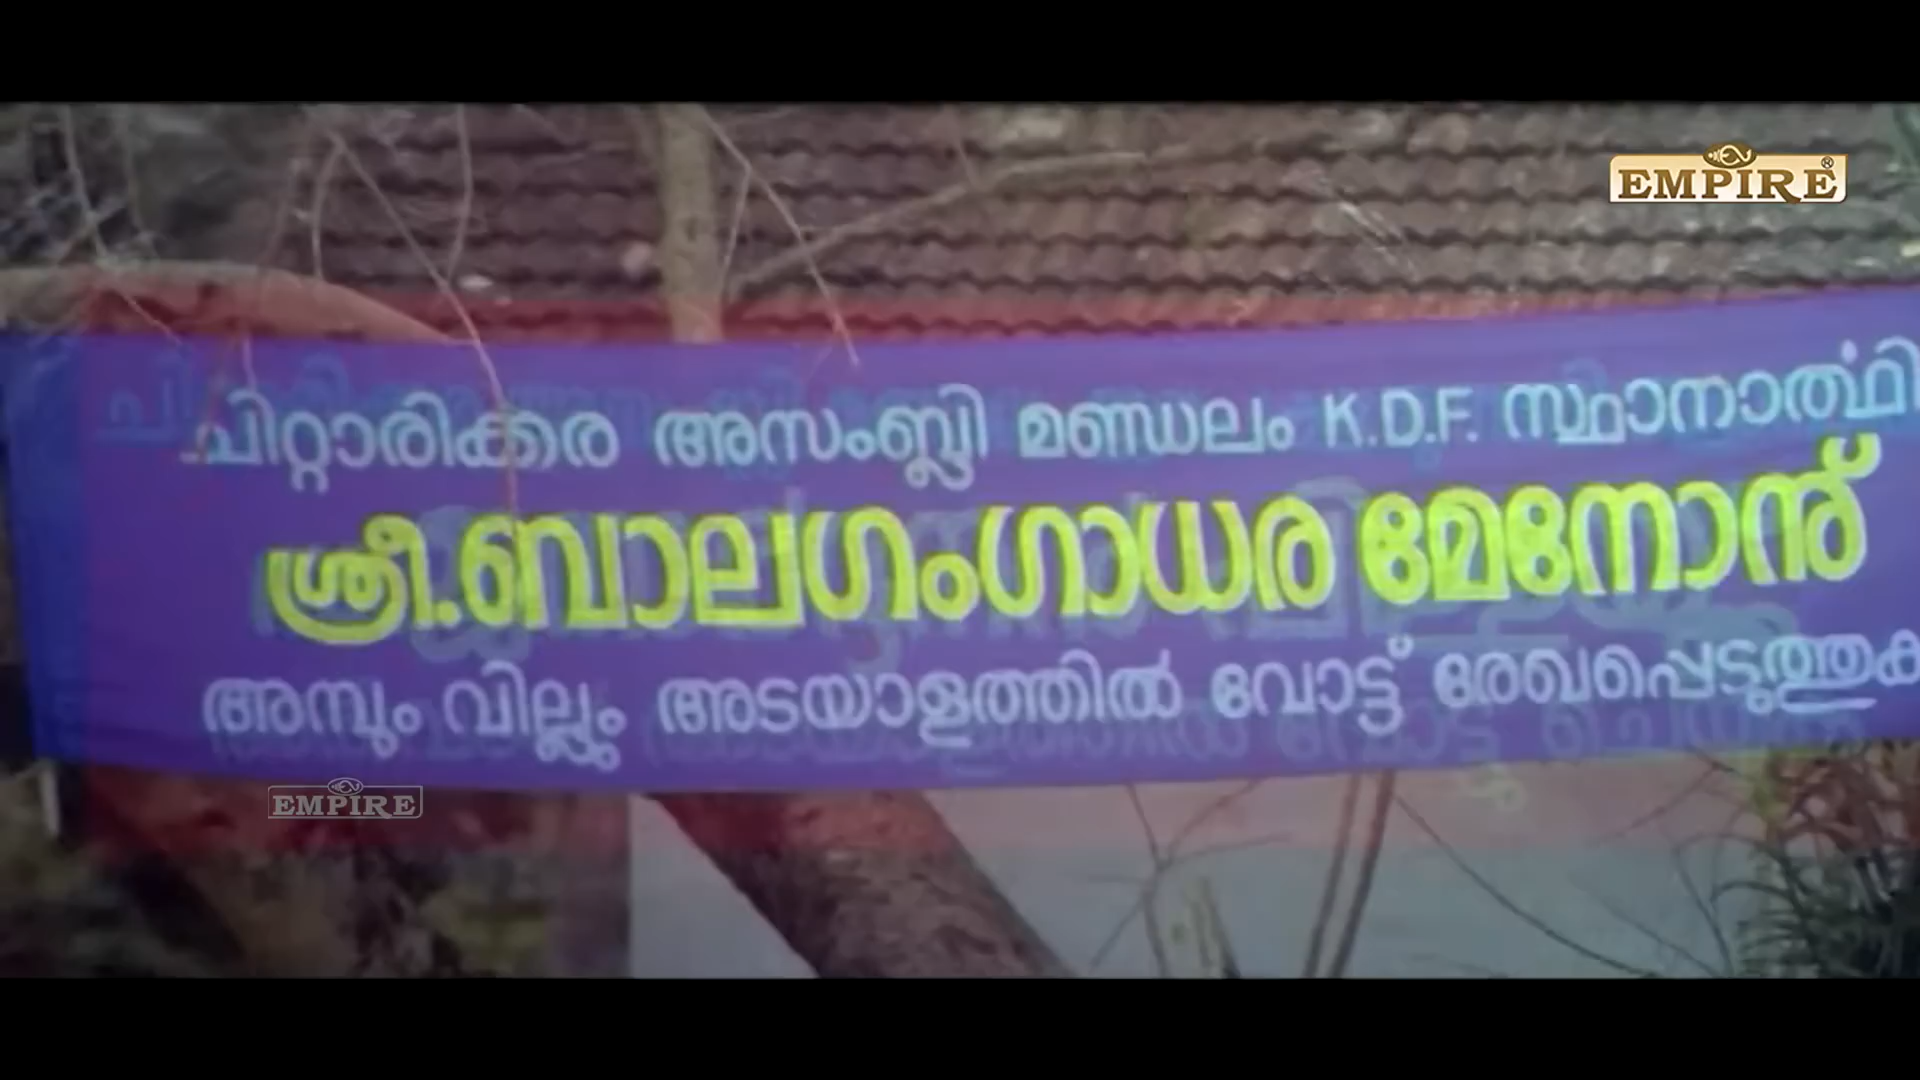 EMPIRE®
ചിറ്റാരിക്കര അസംബ്ലി മണ്ഡലം K.D.F. സ്ഥാനാർത്ഥി
ശ്രീ.ബാലഗംഗാധര മേനോന്
അമ്പും വില്ലും അടയാളത്തിൽ വോട്ട് രേഖപ്പെടുത്തുക
EMPIRE